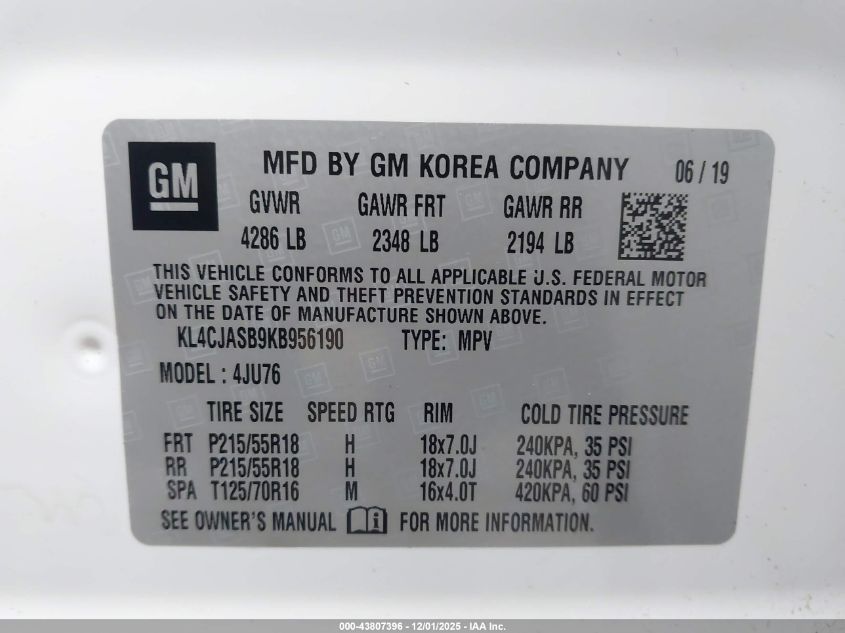 GM
MFD BY GM KOREA COMPANY 06 / 19
GVWR GAWR FRT GAWR RR
4286 LB 2348 LB 2194 LB
THIS VEHICLE CONFORMS TO ALL APPLICABLE U.S. FEDERAL MOTOR
VEHICLE SAFETY AND THEFT PREVENTION STANDARDS IN EFFECT
ON THE DATE OF MANUFACTURE SHOWN ABOVE.
KL4CJASB9KB956190 TYPE: MPV
MODEL : 4JU76
TIRE SIZE SPEED RTG RIM COLD TIRE PRESSURE
FRT P215/55R18 H 18x7.0J 240KPA, 35 PSI
RR P215/55R18 H 18x7.0J 240KPA, 35 PSI
SPA T125/70R16 M 16x4.0T 420KPA, 60 PSI
SEE OWNER'S MANUAL i FOR MORE INFORMATION.
000-43807396 - 12/01/2025 - IAA Inc.